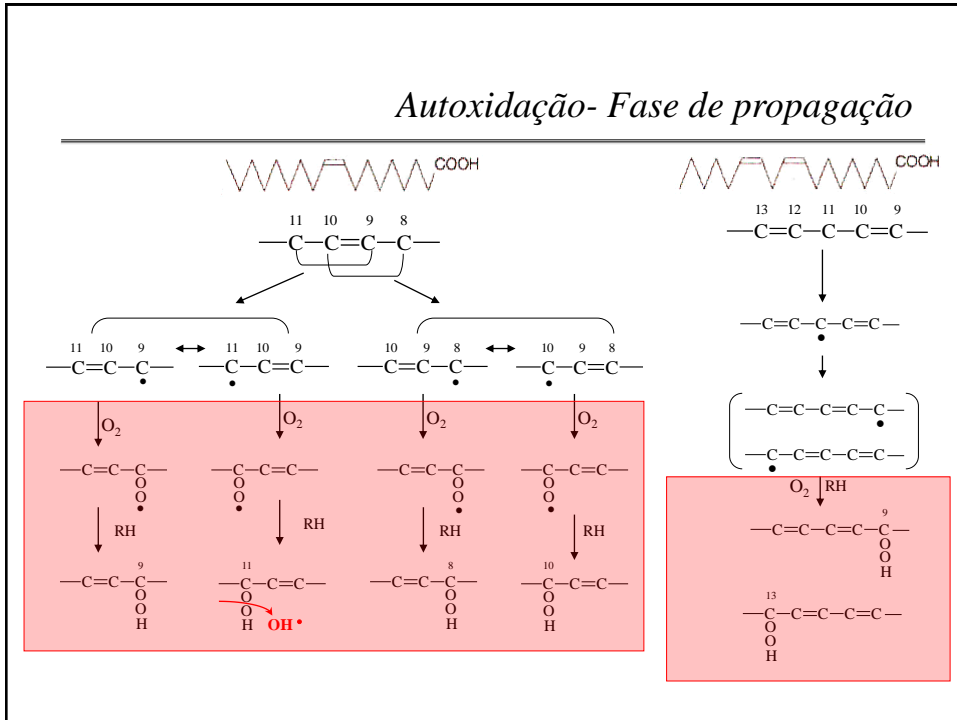 Autoxidação- Fase de propagação
COOH
COOH
11 10 9 8
—C—C=C—C—
13 12 11 10 9
—C=C—C—C=C—
—C=C—C—C=C—
•
11 10 9
—C=C—C—
•
11 10 9
—C—C=C—
•
10 9 8
—C=C—C—
•
10 9 8
—C—C=C—
•
—C=C—C=C—C—
•
—C—C=C—C=C—
•
O2
O2
O2
O2
—C=C—C—
O
O
•
—C—C=C—
O
O
•
—C=C—C—
O
O
•
—C—C=C—
O
O
•
RH
RH
RH
RH
9
—C=C—C—
O
O
H
11
—C—C=C—
O
O
H
OH•
8
—C=C—C—
O
O
H
10
—C—C=C—
O
O
H
O2 RH
9
—C=C—C=C—C—
O
O
H
13
—C—C=C—C=C—
O
O
H